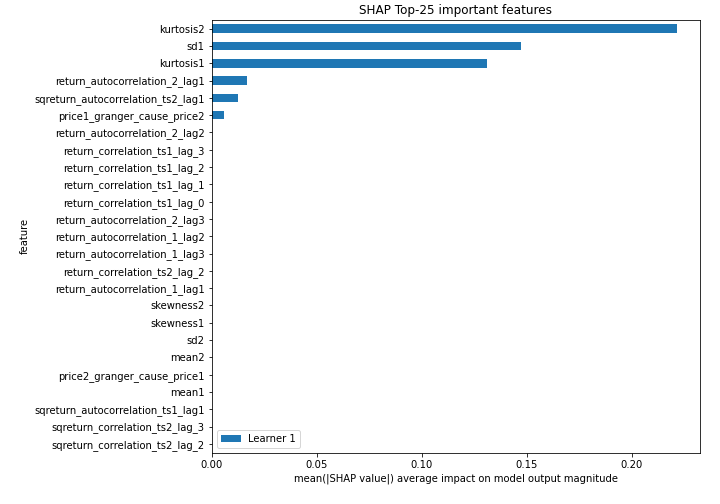 SHAP Top-25 important features
kurtosis2
sd1
kurtosis1
return_autocorrelation_2_lag1
sqreturn_autocorrelation_ts2_lag1
price1_granger_cause_price2
return_autocorrelation_2_lag2
return_correlation_ts1_lag_3
return_correlation_ts1_lag_2
return_correlation_ts1_lag_1
return_correlation_ts1_lag_0
return_autocorrelation_2_lag3
return_autocorrelation_1_lag2
return_autocorrelation_1_lag3
return_correlation_ts2_lag_2
return_autocorrelation_1_lag1
skewness2
skewness1
sd2
mean2
price2_granger_cause_price1
mean1
sqreturn_autocorrelation_ts1_lag1
sqreturn_correlation_ts2_lag_3
sqreturn_correlation_ts2_lag_2
feature
Learner 1
0.00 0.05 0.10 0.15 0.20
mean(|SHAP value|) average impact on model output magnitude